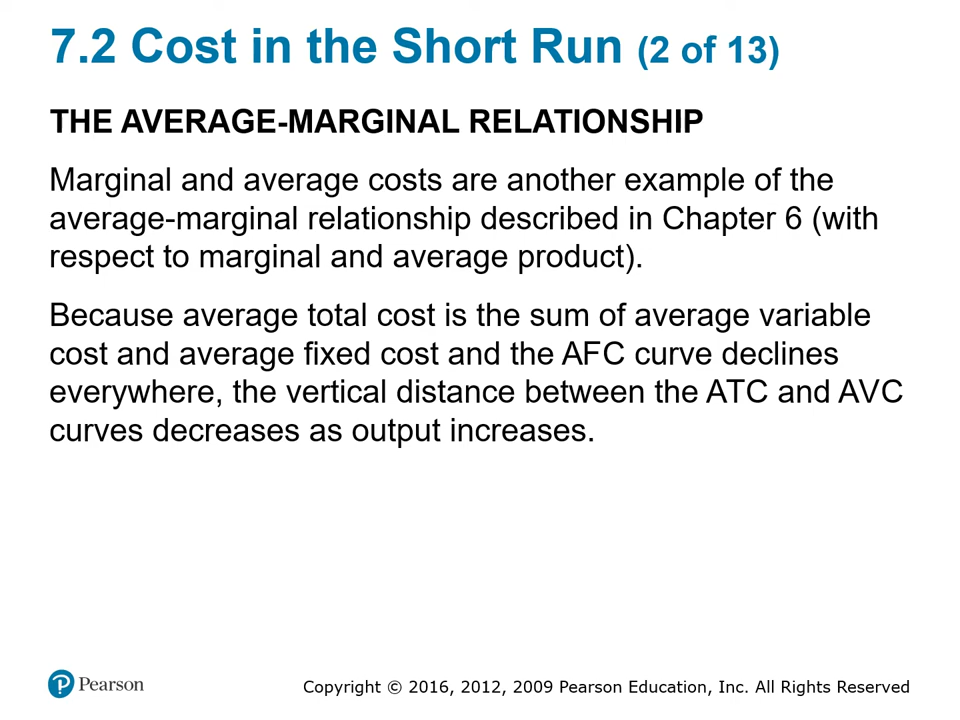 7.2 Cost in the Short Run (2 of 13)
THE AVERAGE-MARGINAL RELATIONSHIP
Marginal and average costs are another example of the
average-marginal relationship described in Chapter 6 (with
respect to marginal and average product).
Because average total cost is the sum of average variable
cost and average fixed cost and the AFC curve declines
everywhere, the vertical distance between the ATC and AVC
curves decreases as output increases.
Pearson
Copyright © 2016, 2012, 2009 Pearson Education, Inc. All Rights Reserved